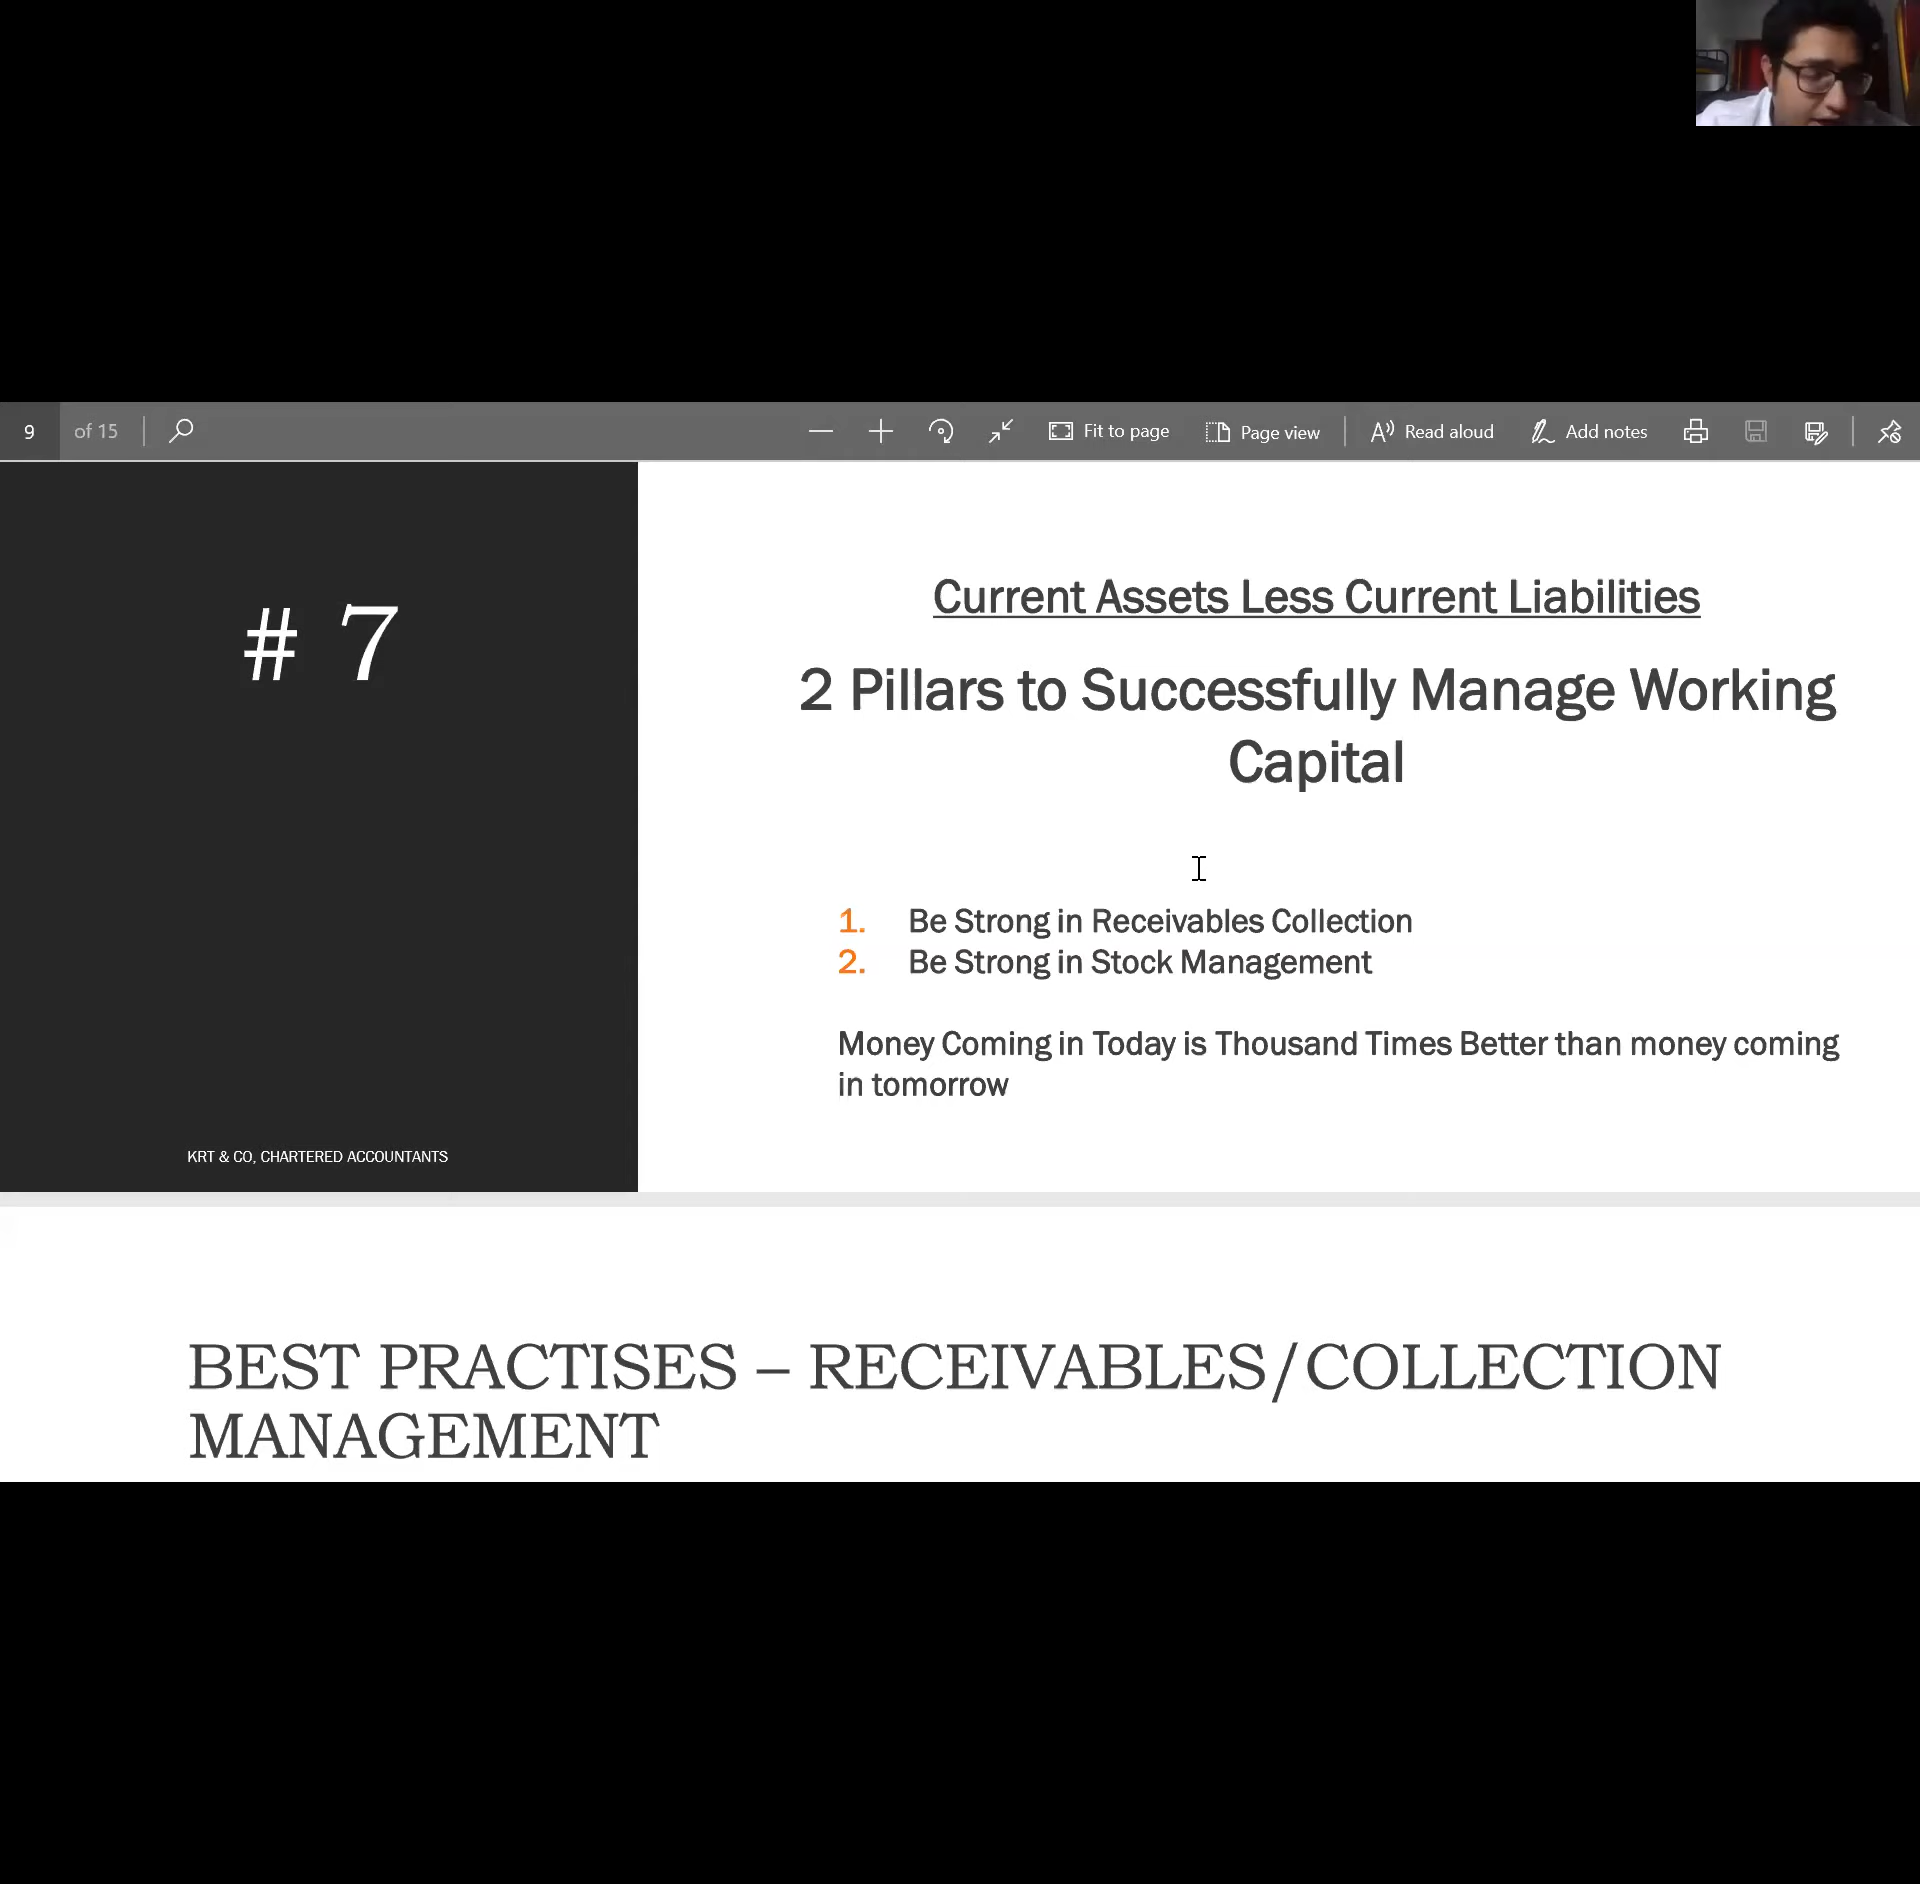 9 of 15 Fit to page Page view Read aloud Add notes
# 7
KRT & CO, CHARTERED ACCOUNTANTS
Current Assets Less Current Liabilities
2 Pillars to Successfully Manage Working
Capital
1. Be Strong in Receivables Collection
2. Be Strong in Stock Management
Money Coming in Today is Thousand Times Better than money coming
in tomorrow
BEST PRACTISES – RECEIVABLES/COLLECTION
MANAGEMENT